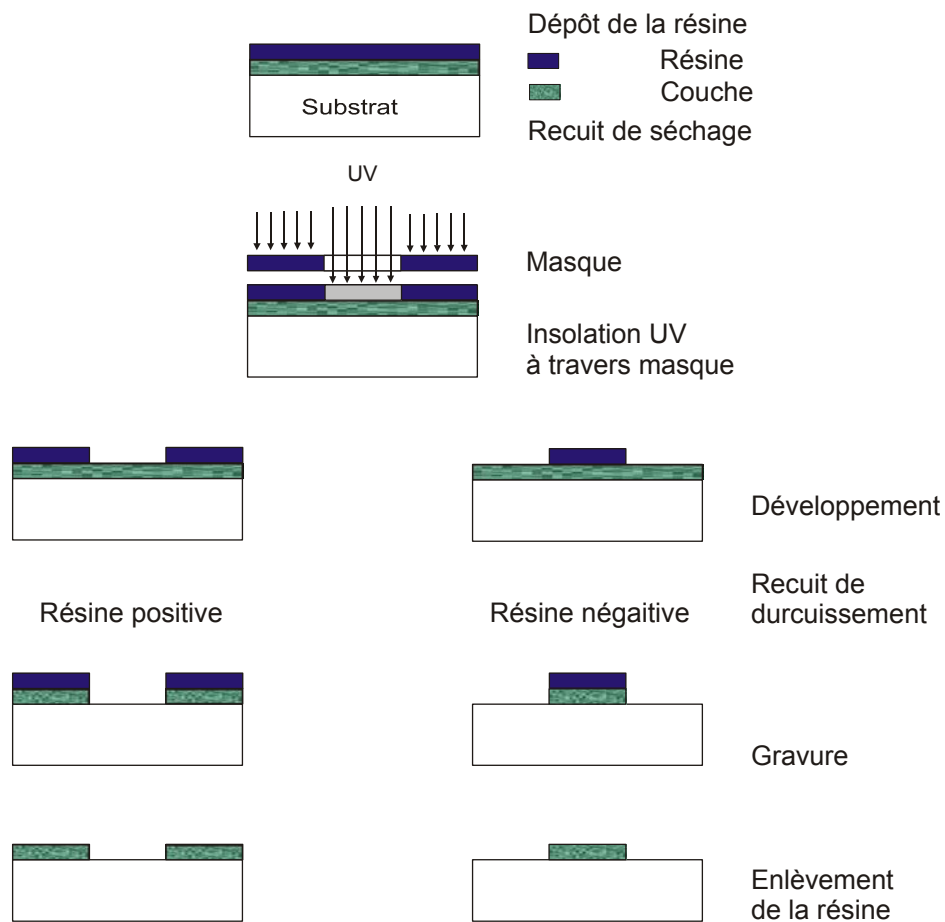 Dépôt de la résine
Résine
Couche
Substrat
Recuit de séchage
UV
Masque
Insolation UV
à travers masque
Développement
Résine positive
Résine négaitive
Recuit de
durcuissement
Gravure
Enlèvement
de la résine